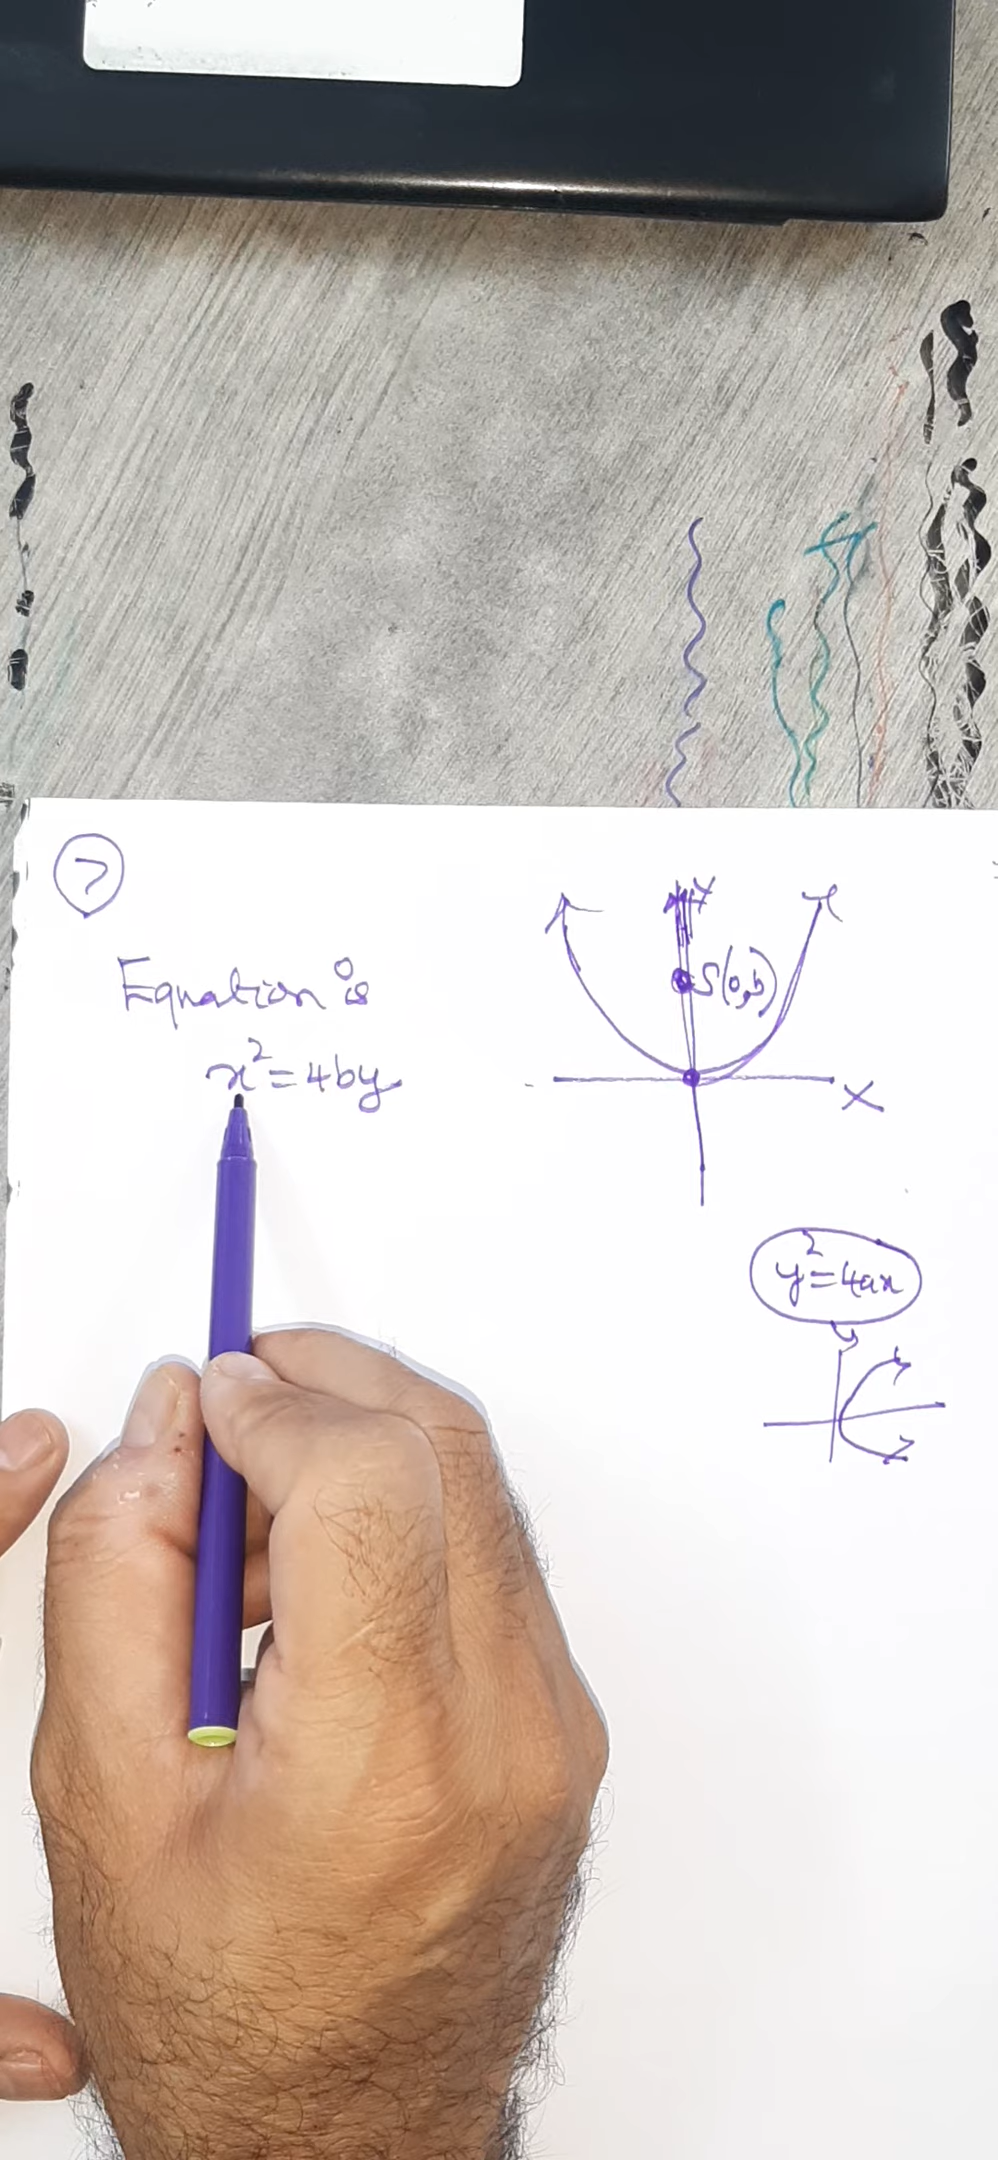 7
Equation is
x² = 4by
Y
S(0,b)
X
y² = 4ax